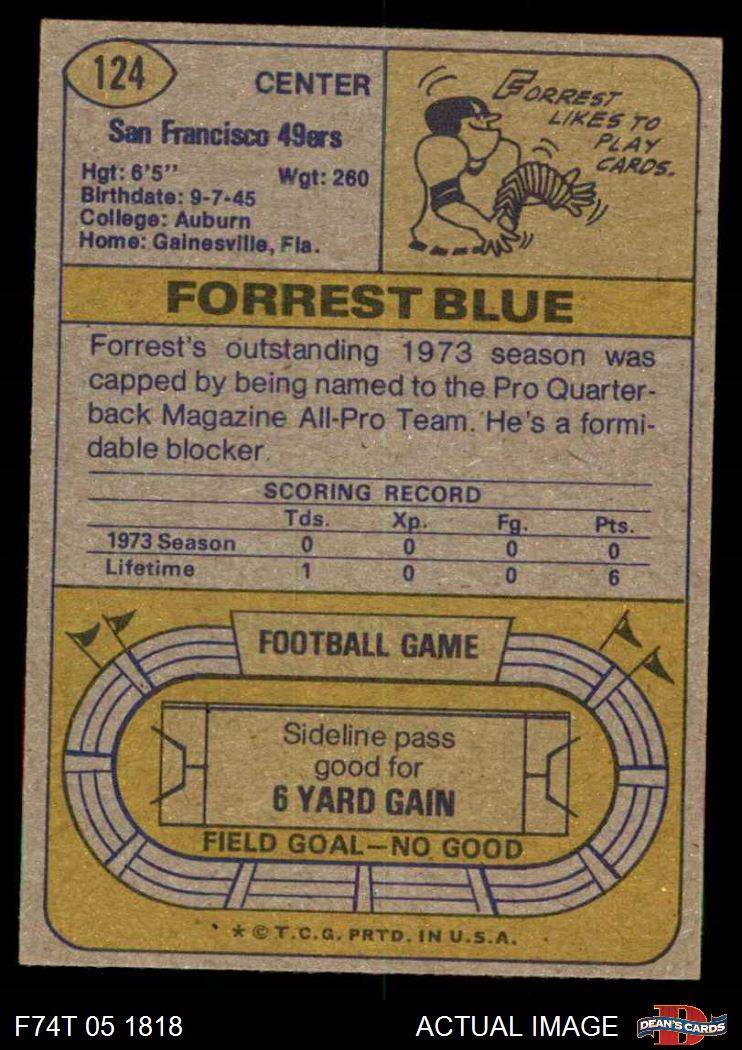 124
CENTER
San Francisco 49ers
Hgt: 6'5"
Wgt: 260
Birthdate: 9-7-45
College: Auburn
Home: Gainesville, Fla.
FORREST
LIKES TO
PLAY
CARDS.
FORREST BLUE
Forrest's outstanding 1973 season was
capped by being named to the Pro Quarter-
back Magazine All-Pro Team. He's a formi-
dable blocker.
SCORING RECORD
Tds. Xp. Fg. Pts.
1973 Season 0 0 0 0
Lifetime 1 0 0 6
FOOTBALL GAME
Sideline pass
good for
6 YARD GAIN
FIELD GOAL—NO GOOD
* © T.C.G. PRTD. IN U.S.A.
F74T 05 1818
ACTUAL IMAGE
D
DEAN'S CARDS